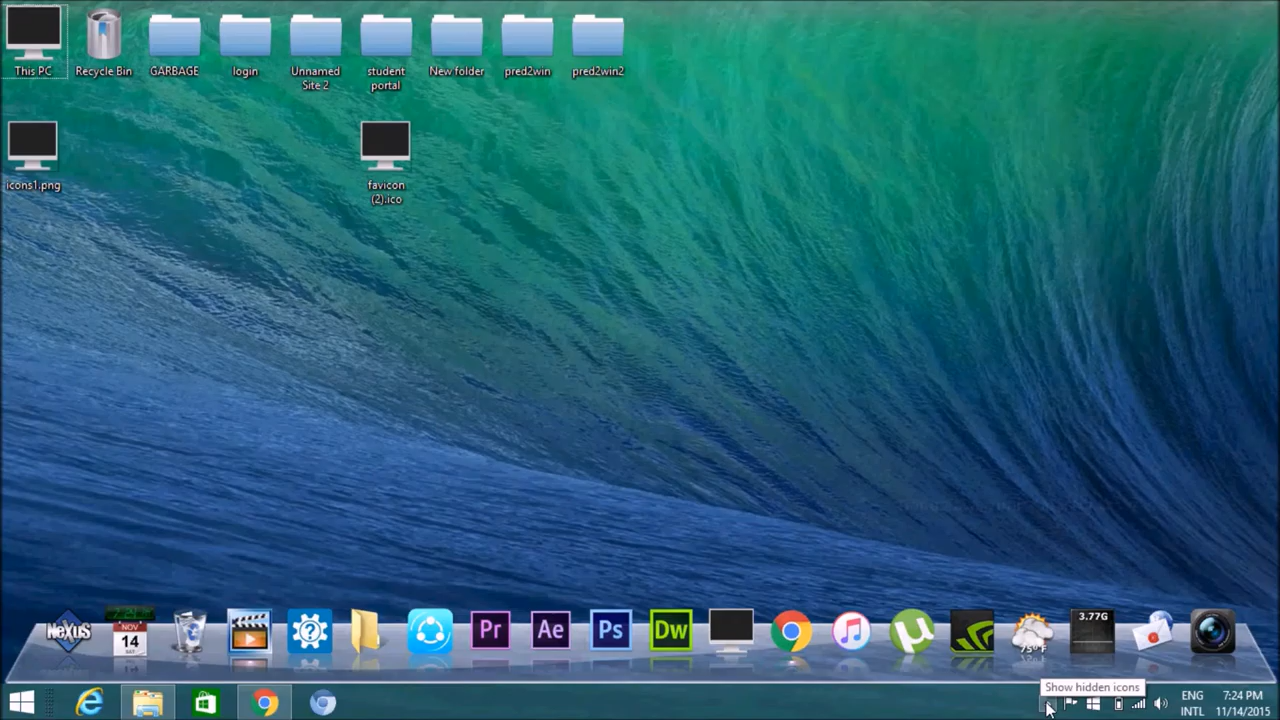 This PC
Recycle Bin
GARBAGE
login
Unnamed
Site 2
student
portal
New folder
pred2win
pred2win2
icons1.png
favicon
(2).ico
NeXuS
NOV
14
SAT
Pr
Ae
Ps
Dw
75° F
3.77G
Show hidden icons
ENG
INTL
7:24 PM
11/14/2015